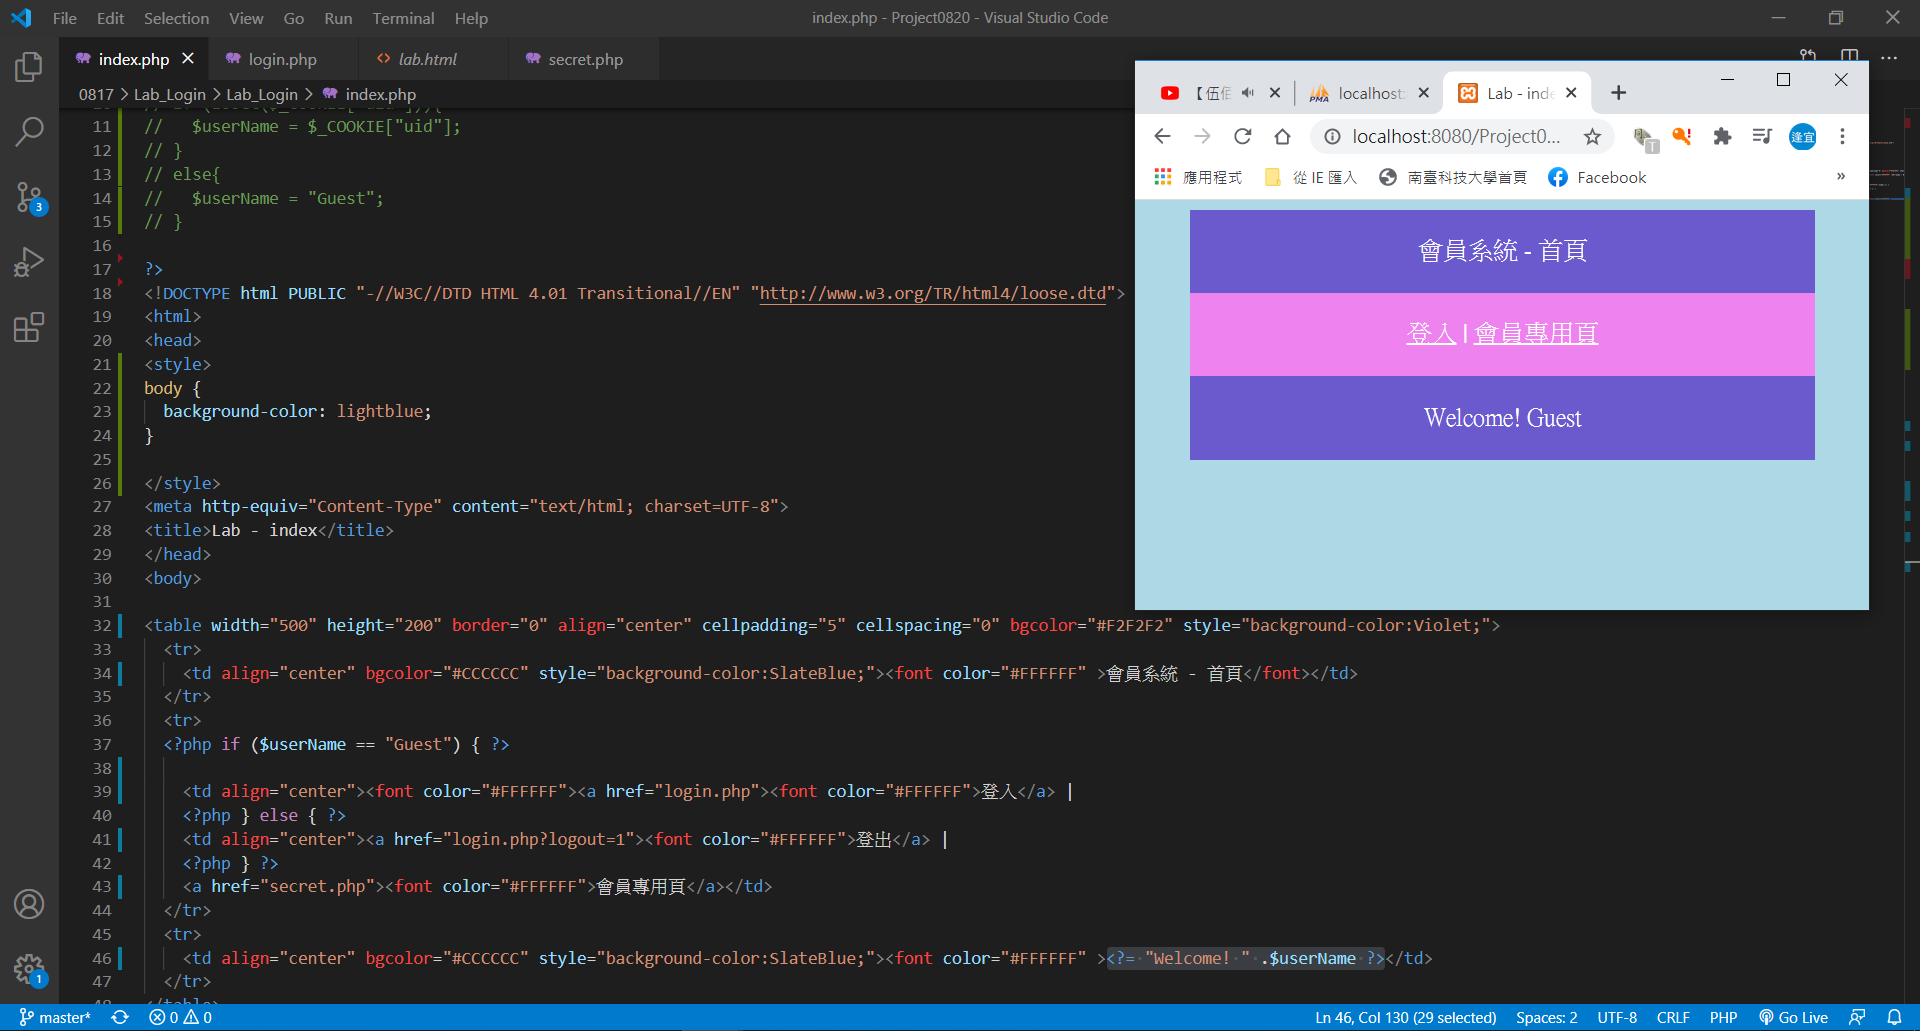 File Edit Selection View Go Run Terminal Help
index.php - Project0820 - Visual Studio Code
index.php
login.php
lab.html
secret.php
0817 > Lab_Login > Lab_Login > index.php
11 //   $userName = $_COOKIE["uid"];
12 // }
13 // else{
14 //   $userName = "Guest";
15 // }
16
17 ?>
18 <!DOCTYPE html PUBLIC "-//W3C//DTD HTML 4.01 Transitional//EN" "http://www.w3.org/TR/html4/loose.dtd">
19 <html>
20 <head>
21 <style>
22 body {
23   background-color: lightblue;
24 }
25
26 </style>
27 <meta http-equiv="Content-Type" content="text/html; charset=UTF-8">
28 <title>Lab - index</title>
29 </head>
30 <body>
31
32 <table width="500" height="200" border="0" align="center" cellpadding="5" cellspacing="0" bgcolor="#F2F2F2" style="background-color:Violet;">
33   <tr>
34     <td align="center" bgcolor="#CCCCCC" style="background-color:SlateBlue;"><font color="#FFFFFF" >會員系統 - 首頁</font></td>
35   </tr>
36   <tr>
37   <?php if ($userName == "Guest") { ?>
38
39     <td align="center"><font color="#FFFFFF"><a href="login.php"><font color="#FFFFFF">登入</a> |
40     <?php } else { ?>
41     <td align="center"><a href="login.php?logout=1"><font color="#FFFFFF">登出</a> |
42     <?php } ?>
43     <a href="secret.php"><font color="#FFFFFF">會員專用頁</a></td>
44   </tr>
45   <tr>
46     <td align="center" bgcolor="#CCCCCC" style="background-color:SlateBlue;"><font color="#FFFFFF" ><?= "Welcome! " .$userName ?></td>
47   </tr>
【伍佰
localhost:
Lab - inde
localhost:8080/Project0...
逢宜
應用程式
從 IE 匯入
南臺科技大學首頁
Facebook
»
會員系統 - 首頁
登入 | 會員專用頁
Welcome! Guest
3
1
master* 0 0
Ln 46, Col 130 (29 selected) Spaces: 2 UTF-8 CRLF PHP Go Live